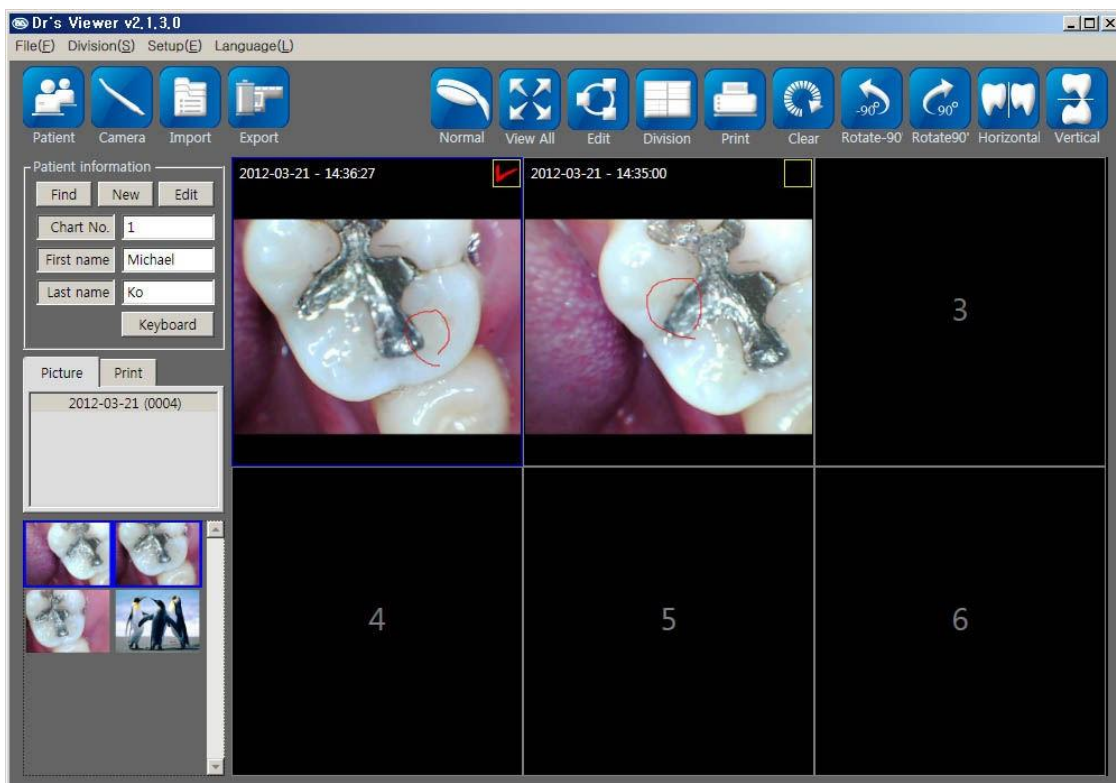 Dr's Viewer v2.1.3.0
File(F) Division(S) Setup(E) Language(L)
Patient Camera Import Export Normal View All Edit Division Print Clear Rotate-90' Rotate90' Horizontal Vertical
-90° 90°
Patient information
Find New Edit
Chart No. 1
First name Michael
Last name Ko
Keyboard
Picture Print
2012-03-21 (0004)
2012-03-21 - 14:36:27
2012-03-21 - 14:35:00
3
4
5
6